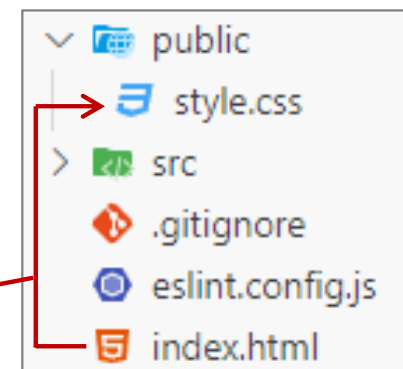 public
style.css
src
.gitignore
eslint.config.js
index.html